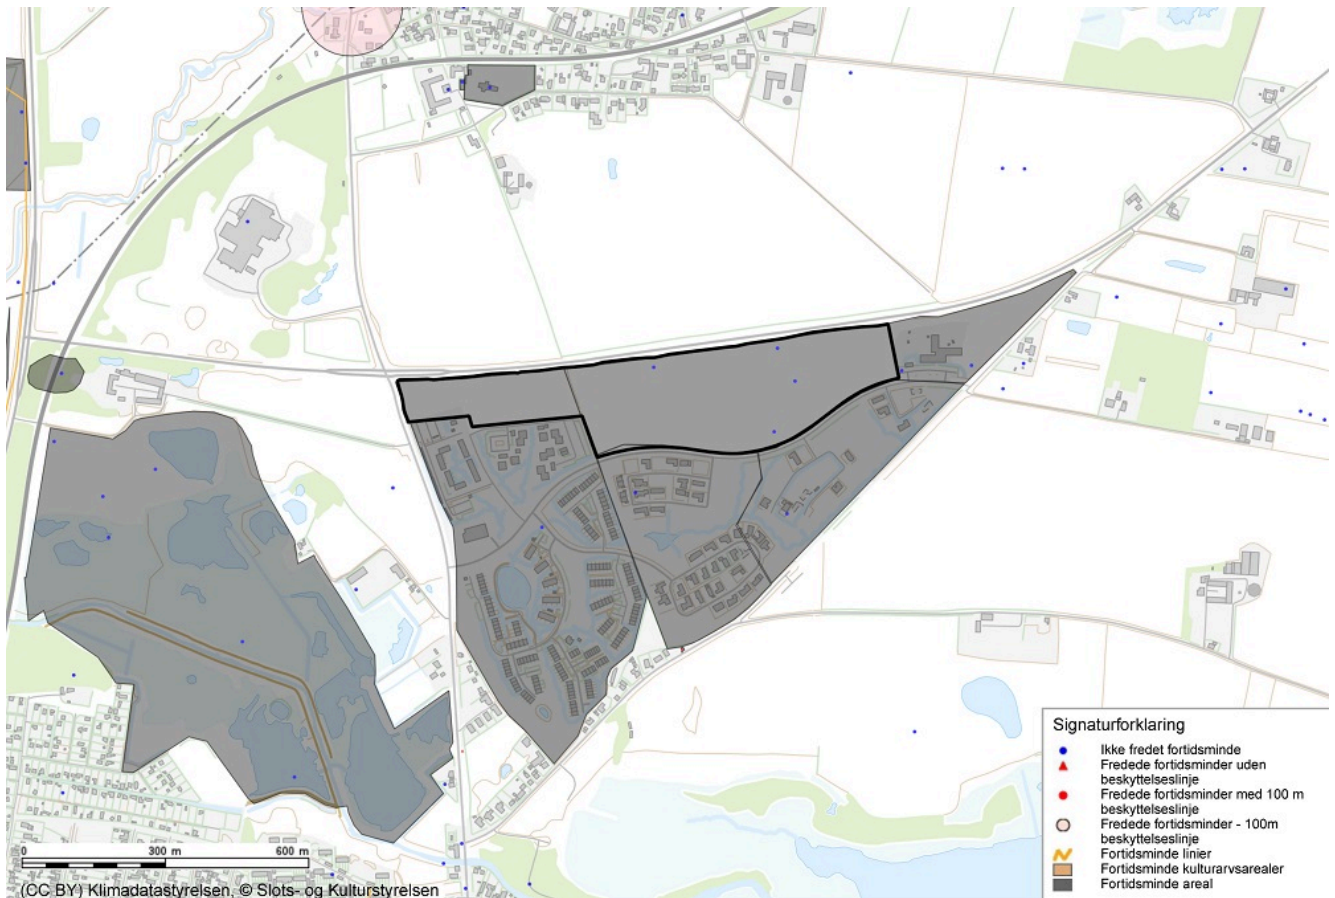 Signaturforklaring
Ikke fredet fortidsminde
Fredede fortidsminder uden
beskyttelseslinje
Fredede fortidsminder med 100 m
beskyttelseslinje
Fredede fortidsminder - 100m
beskyttelseslinje
Fortidsminde linier
Fortidsminde kulturarvsarealer
Fortidsminde areal
0 300 m 600 m
(CC BY) Klimadatastyrelsen, © Slots- og Kulturstyrelsen